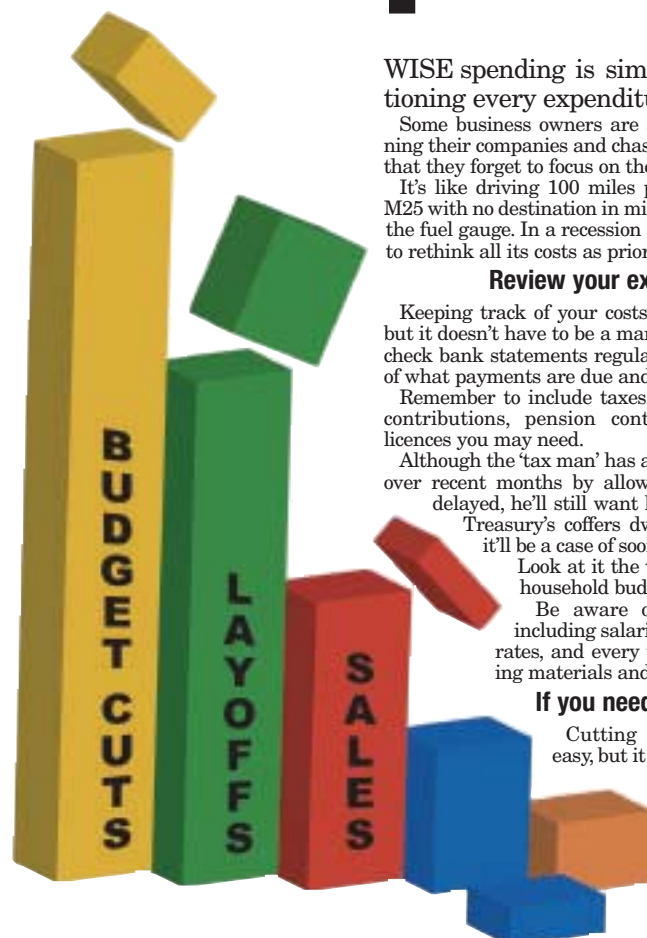 WISE spending is sim
tioning every expenditu
Some business owners are
ning their companies and chas
that they forget to focus on the
It's like driving 100 miles p
M25 with no destination in mi
the fuel gauge. In a recession
to rethink all its costs as prior
Review your ex
Keeping track of your costs
but it doesn't have to be a mar
check bank statements regula
of what payments are due and
Remember to include taxes,
contributions, pension cont
licences you may need.
Although the 'tax man' has a
over recent months by allow
delayed, he'll still want
Treasury's coffers dw
it'll be a case of soon
Look at it the
household bud
Be aware o
including salari
rates, and every
ing materials and
If you need
Cutting
easy, but it
BUDGET CUTS
LAYOFFS
SALES